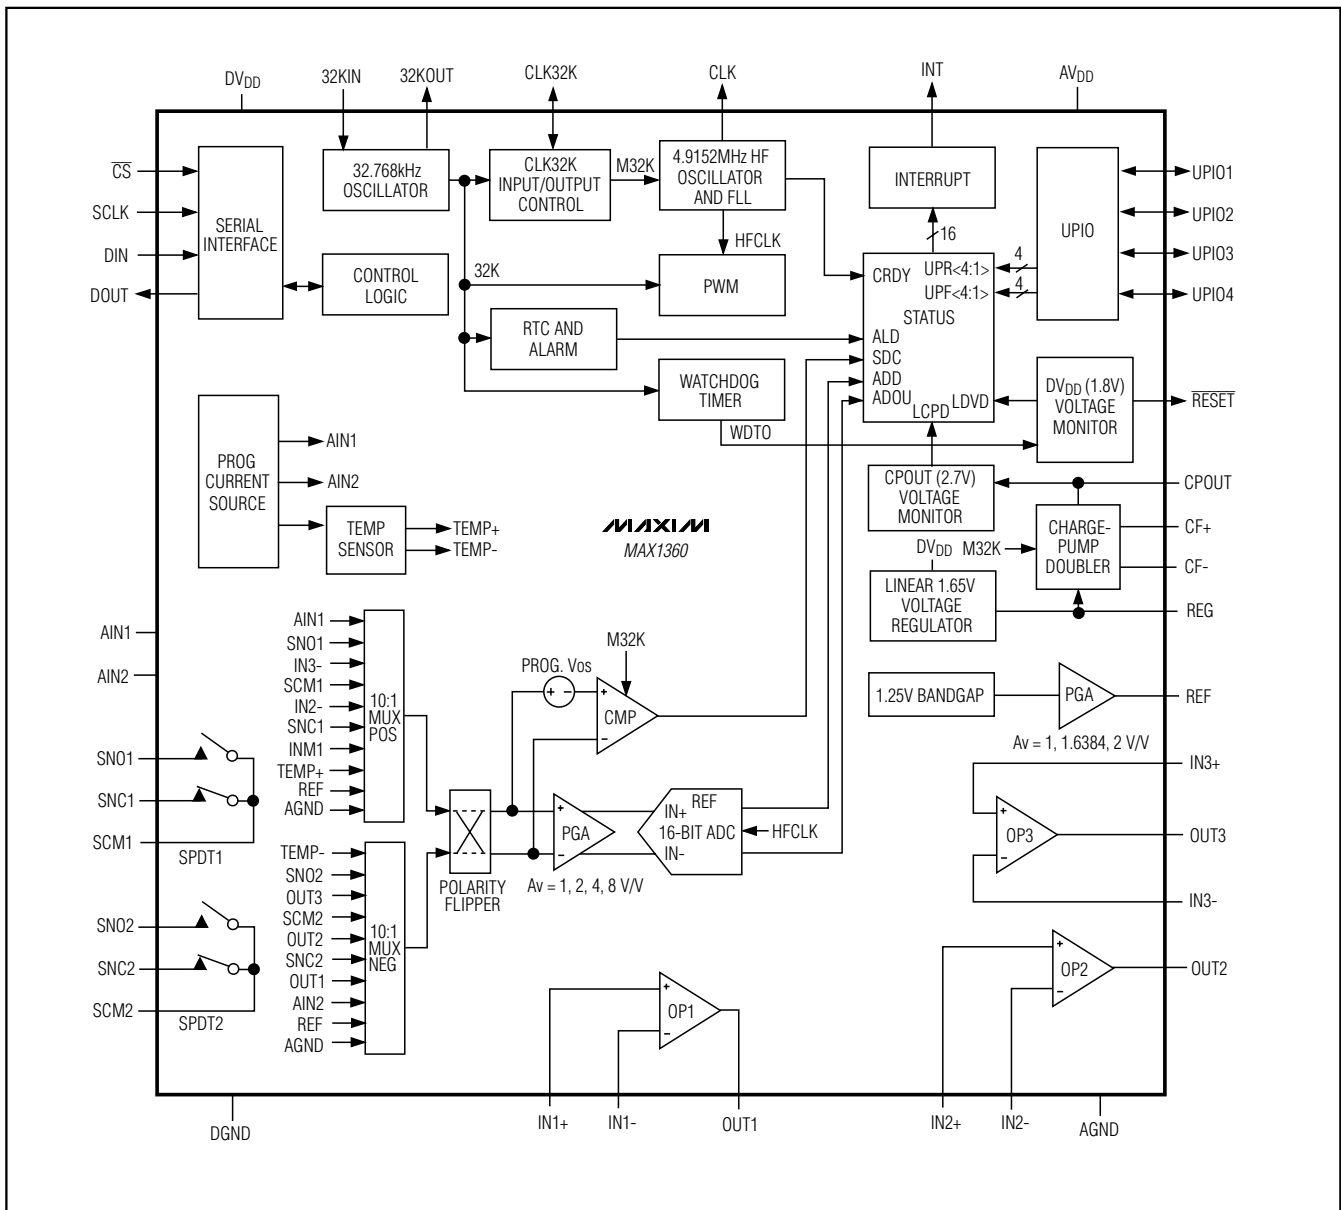 DVDD
32KIN
32KOUT
CLK32K
CLK
INT
AVDD
CS
SCLK
DIN
DOUT
SERIAL
INTERFACE
32.768kHz
OSCILLATOR
CLK32K
INPUT/OUTPUT
CONTROL
M32K
4.9152MHz HF
OSCILLATOR
AND FLL
HFCLK
INTERRUPT
16
UPIO
UPIO1
UPIO2
UPIO3
UPIO4
CONTROL
LOGIC
32K
PWM
CRDY
UPR<4:1>
4
UPF<4:1>
4
STATUS
ALD
SDC
ADD
ADOU
LCPD
LDVD
RTC AND
ALARM
WATCHDOG
TIMER
WDTO
DVDD (1.8V)
VOLTAGE
MONITOR
RESET
PROG
CURRENT
SOURCE
AIN1
AIN2
TEMP
SENSOR
TEMP+
TEMP-
MAXIM
MAX1360
CPOUT (2.7V)
VOLTAGE
MONITOR
CPOUT
CHARGE-
PUMP
DOUBLER
CF+
CF-
DVDD
M32K
LINEAR 1.65V
VOLTAGE
REGULATOR
REG
AIN1
AIN2
AIN1
SNO1
IN3-
SCM1
IN2-
SNC1
INM1
TEMP+
REF
AGND
10:1
MUX
POS
PROG. Vos
M32K
+
-
+
CMP
-
1.25V BANDGAP
PGA
REF
Av = 1, 1.6384, 2 V/V
SNO1
SNC1
SCM1
SPDT1
SNO2
SNC2
SCM2
SPDT2
TEMP-
SNO2
OUT3
SCM2
OUT2
SNC2
OUT1
AIN2
REF
AGND
10:1
MUX
NEG
POLARITY
FLIPPER
+
PGA
-
Av = 1, 2, 4, 8 V/V
IN+
REF
16-BIT ADC
IN-
HFCLK
IN3+
+
OP3
-
OUT3
IN3-
+
OP2
-
OUT2
+
OP1
-
DGND
IN1+
IN1-
OUT1
IN2+
IN2-
AGND